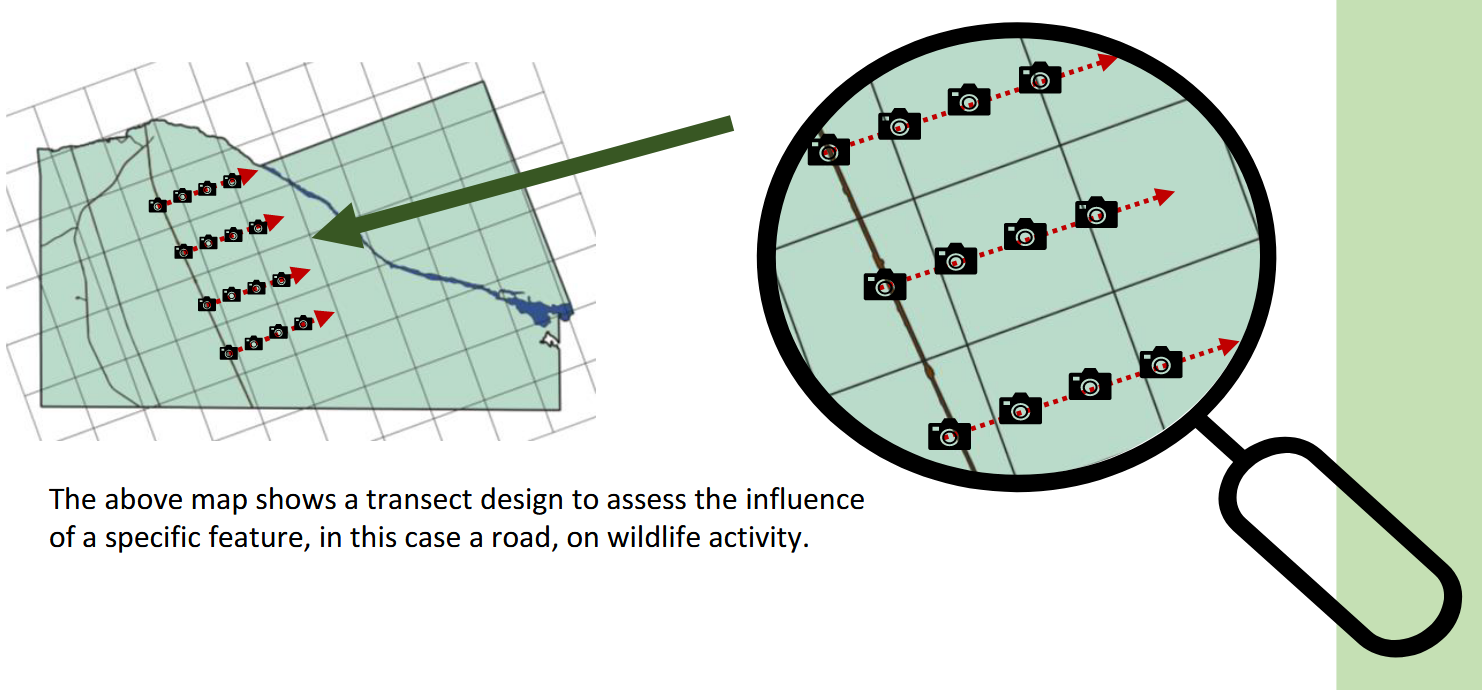 The above map shows a transect design to assess the influence
of a specific feature, in this case a road, on wildlife activity.